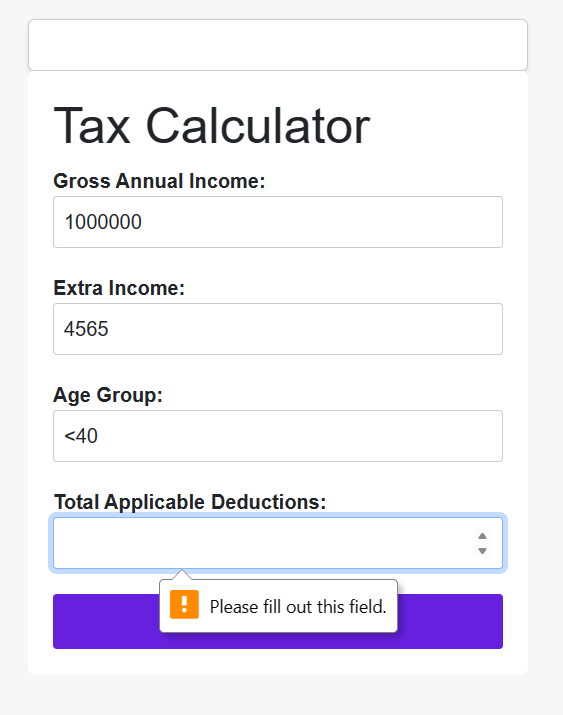 Tax Calculator
Gross Annual Income:
1000000
Extra Income:
4565
Age Group:
<40
Total Applicable Deductions:
Please fill out this field.